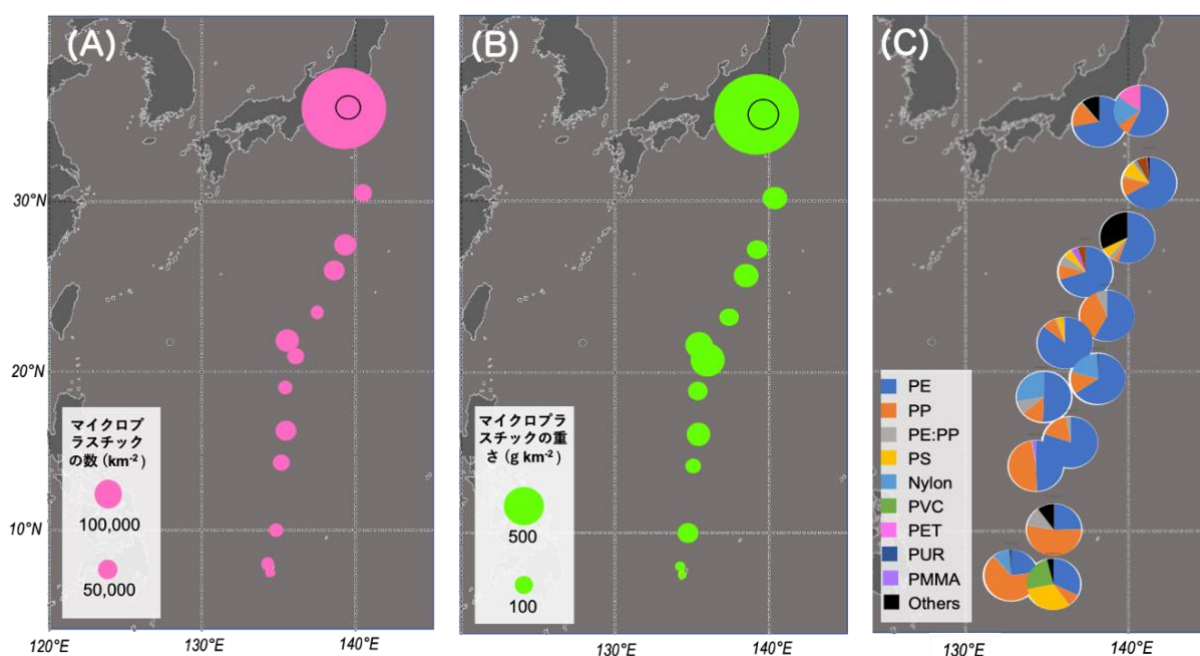 (A)
(B)
(C)
30°N
20°N
10°N
120°E
130°E
140°E
130°E
140°E
130°E
140°E
マイクロプ
ラスチック
の数 (km-2)
100,000
50,000
マイクロプラ
スチックの重
さ (g km-2)
500
100
PE
PP
PE:PP
PS
Nylon
PVC
PET
PUR
PMMA
Others